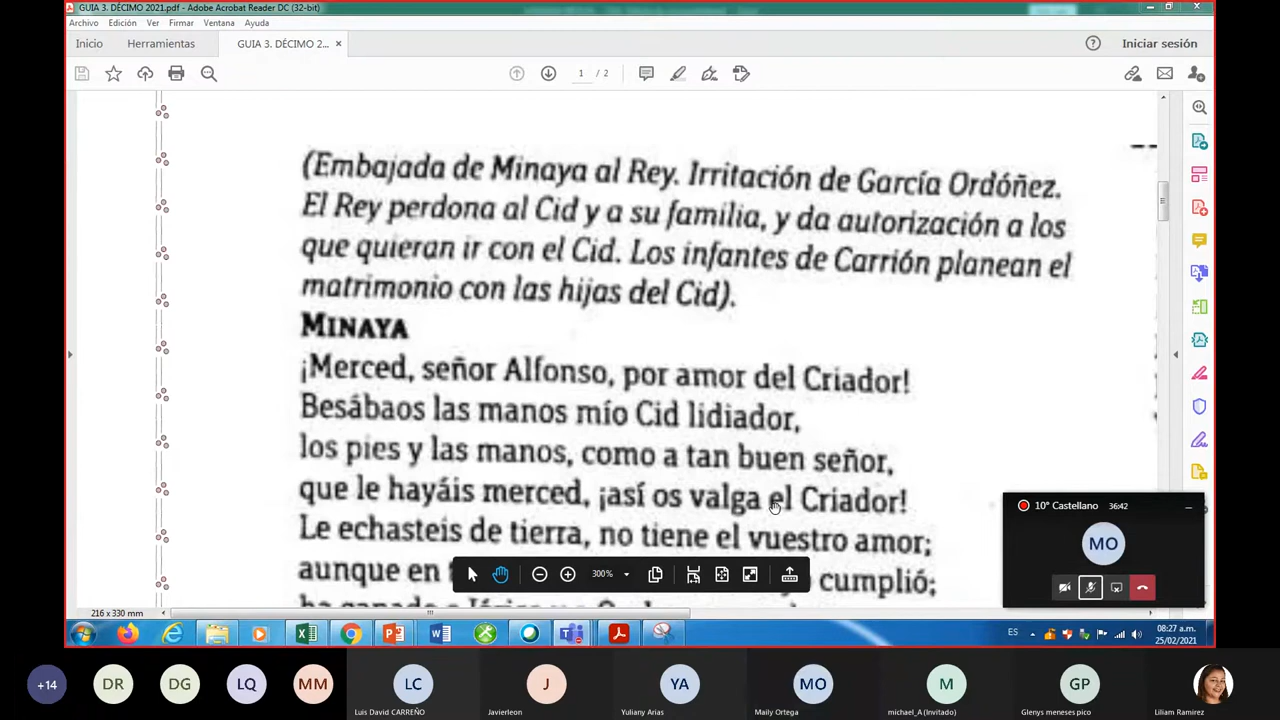 GUIA 3. DÉCIMO 2021.pdf - Adobe Acrobat Reader DC (32-bit)
Archivo Edición Ver Firmar Ventana Ayuda
Inicio Herramientas GUIA 3. DÉCIMO 2... × Iniciar sesión
1 / 2
(Embajada de Minaya al Rey. Irritación de García Ordóñez.
El Rey perdona al Cid y a su familia, y da autorización a los
que quieran ir con el Cid. Los infantes de Carrión planean el
matrimonio con las hijas del Cid).
MINAYA
¡Merced, señor Alfonso, por amor del Criador!
Besábaos las manos mío Cid lidiador,
los pies y las manos, como a tan buen señor,
que le hayáis merced, ¡así os valga el Criador!
Le echasteis de tierra, no tiene el vuestro amor;
aunque en cumplió;
300%
10° Castellano 36:42
MO
216 x 330 mm
ES 08:27 a.m.
25/02/2021
+14 DR DG LQ MM LC J YA MO M GP
Luis David CARREÑO Javierleon Yuliany Arias Maily Ortega michael_A (Invitado) Glenys meneses pico Liliam Ramirez